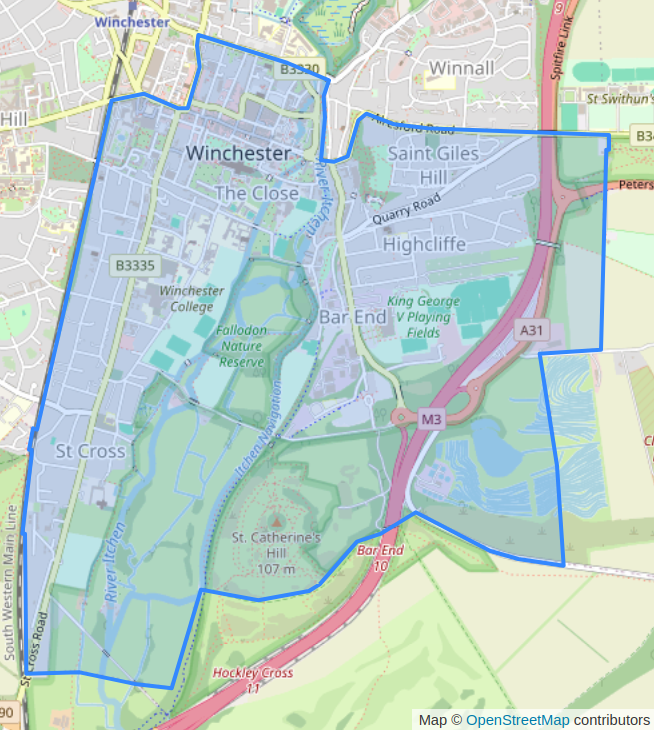 9
Winchester
Spitfire Link
B3330
Winnall
St Swithun's
Hill
Alresford Road
B34
Winchester
Saint Giles
Hill
River Itchen
Peters
The Close
Quarry Road
Highcliffe
B3335
Winchester
College
King George
V Playing
Fields
Bar End
Fallodon
Nature
Reserve
A31
M3
St Cross
Itchen Navigation
South Western Main Line
River Itchen
St. Catherine's
Hill
107 m
Bar End
10
St Cross Road
Hockley Cross
11
90
Map © OpenStreetMap contributors